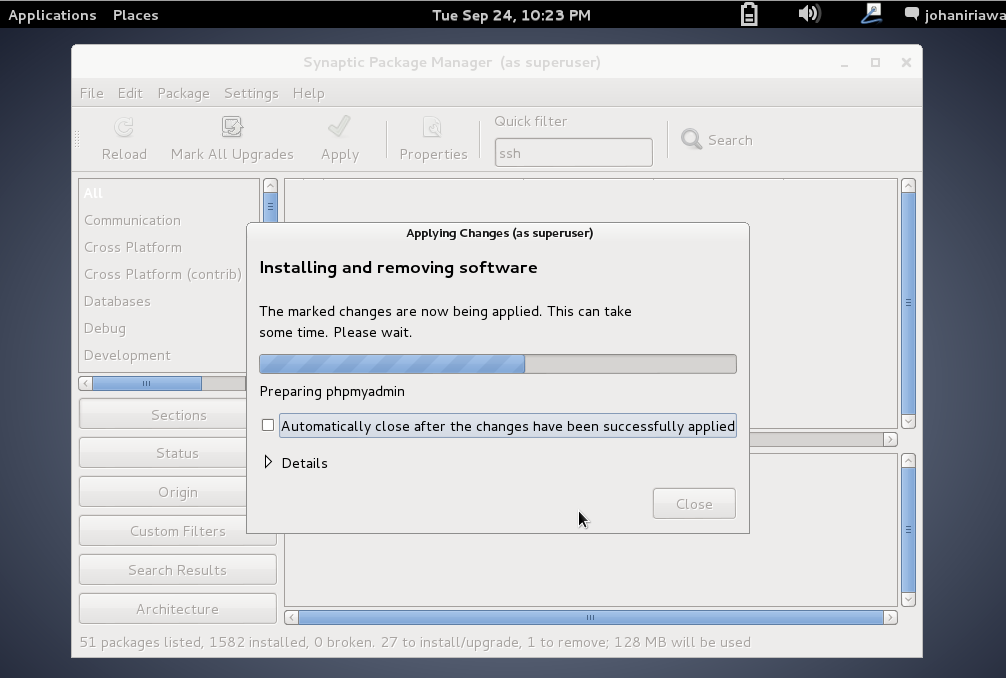 Applications Places Tue Sep 24, 10:23 PM johaniriawa
Synaptic Package Manager (as superuser)
File Edit Package Settings Help
Quick filter
Reload Mark All Upgrades Apply Properties ssh Search
All
Communication
Cross Platform
Cross Platform (contrib)
Databases
Debug
Development
Applying Changes (as superuser)
Installing and removing software
The marked changes are now being applied. This can take
some time. Please wait.
Preparing phpmyadmin
Automatically close after the changes have been successfully applied
Details
Close
Sections
Status
Origin
Custom Filters
Search Results
Architecture
51 packages listed, 1582 installed, 0 broken. 27 to install/upgrade, 1 to remove; 128 MB will be used